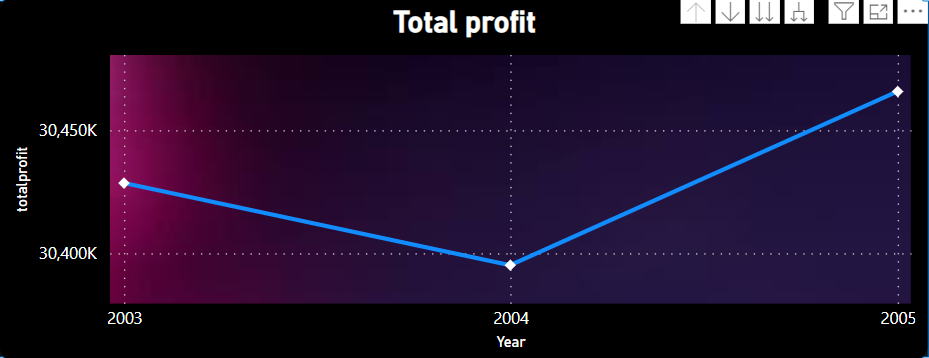 Total profit
30,450K
30,400K
totalprofit
2003 2004 2005
Year